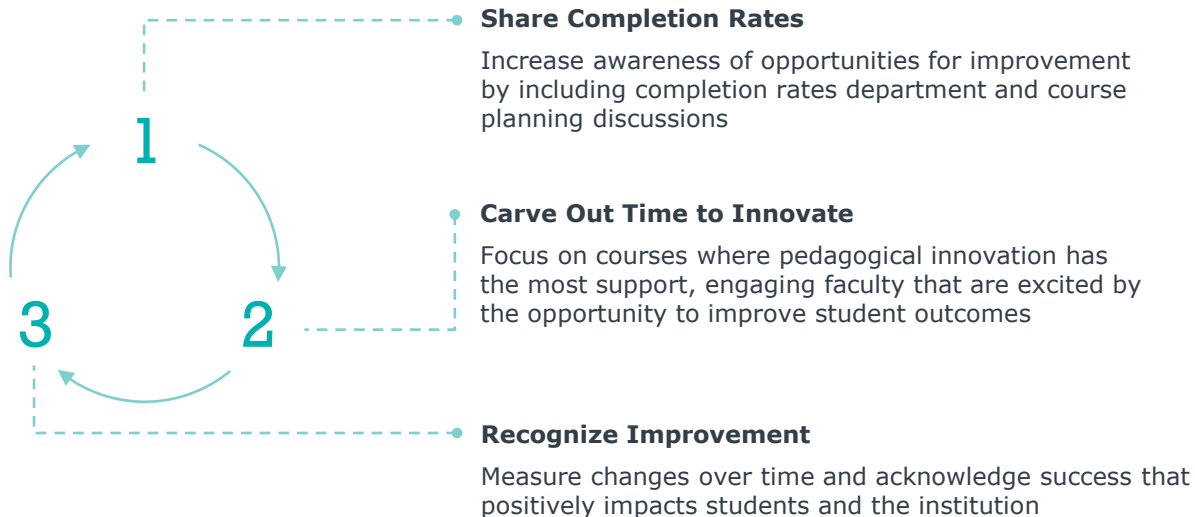 Share Completion Rates
Increase awareness of opportunities for improvement
by including completion rates department and course
planning discussions
1
Carve Out Time to Innovate
Focus on courses where pedagogical innovation has
the most support, engaging faculty that are excited by
the opportunity to improve student outcomes
3
2
Recognize Improvement
Measure changes over time and acknowledge success that
positively impacts students and the institution